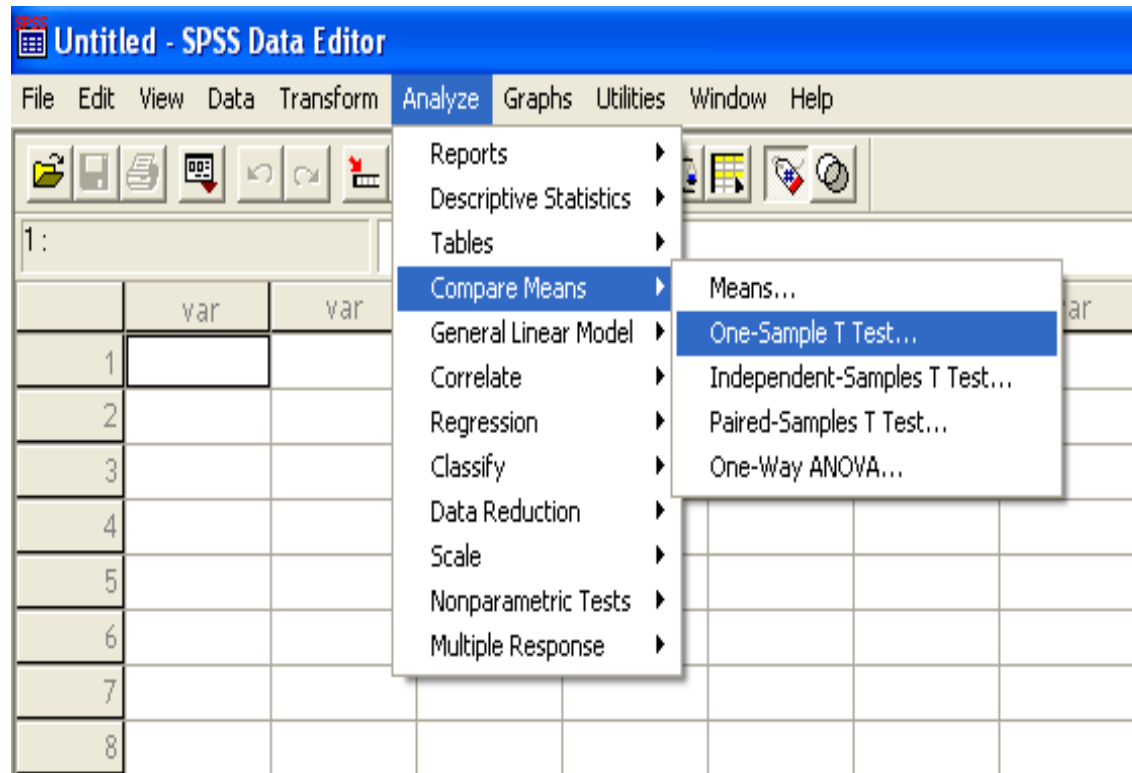 SPSS
Untitled - SPSS Data Editor
File Edit View Data Transform Analyze Graphs Utilities Window Help
1 :
var var ar
Reports
Descriptive Statistics
Tables
Compare Means
General Linear Model
Correlate
Regression
Classify
Data Reduction
Scale
Nonparametric Tests
Multiple Response
Means...
One-Sample T Test...
Independent-Samples T Test...
Paired-Samples T Test...
One-Way ANOVA...
1
2
3
4
5
6
7
8